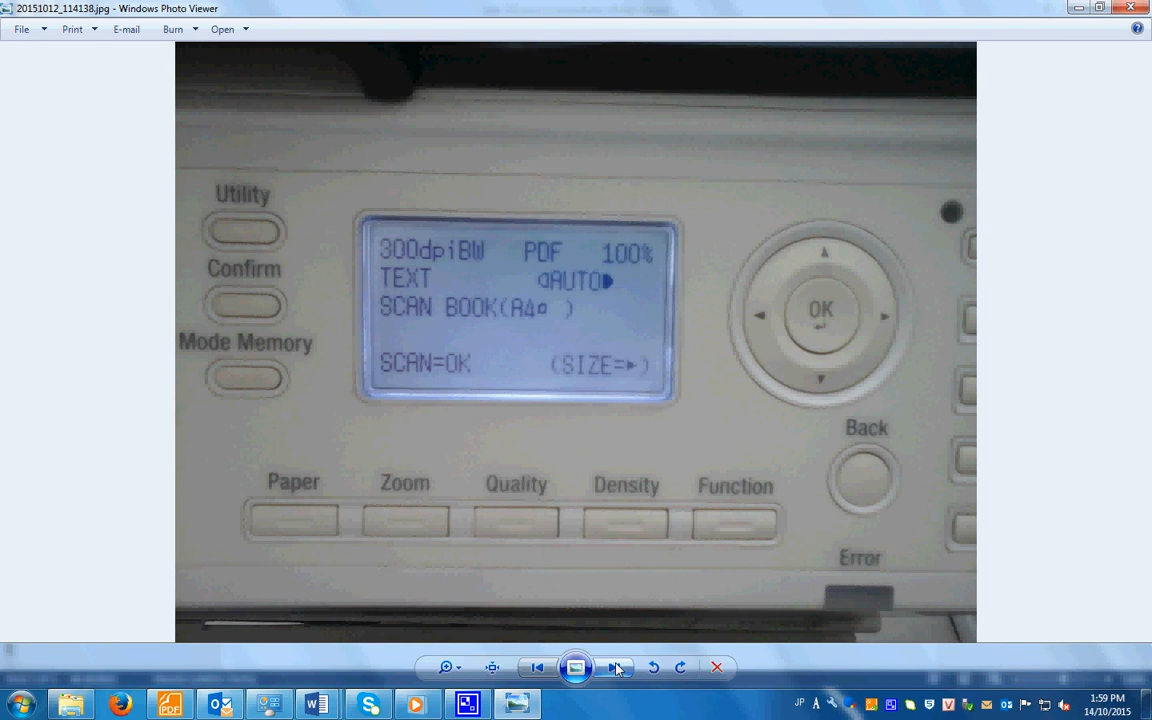 20151012_114138.jpg - Windows Photo Viewer
File Print E-mail Burn Open
Utility
Confirm
Mode Memory
300dpiBW PDF 100%
TEXT AUTO
SCAN BOOK(A4 )
SCAN=OK (SIZE=►)
OK
Back
Paper Zoom Quality Density Function
Error
PDF
JP A
1:59 PM
14/10/2015